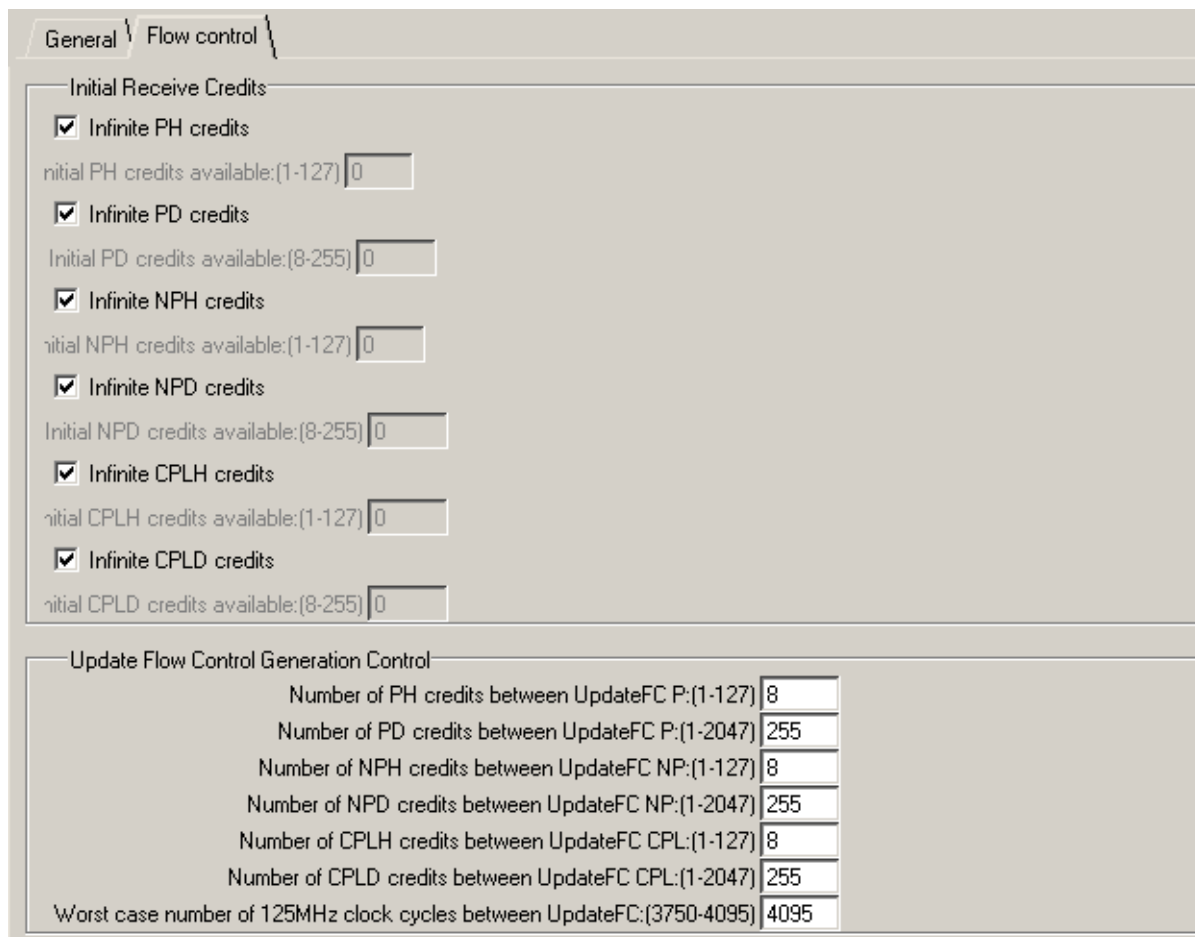 General Flow control
Initial Receive Credits
Infinite PH credits
nitial PH credits available:(1-127) 0
Infinite PD credits
Initial PD credits available:(8-255) 0
Infinite NPH credits
nitial NPH credits available:(1-127) 0
Infinite NPD credits
Initial NPD credits available:(8-255) 0
Infinite CPLH credits
nitial CPLH credits available:(1-127) 0
Infinite CPLD credits
nitial CPLD credits available:(8-255) 0
Update Flow Control Generation Control
Number of PH credits between UpdateFC P:(1-127) 8
Number of PD credits between UpdateFC P:(1-2047) 255
Number of NPH credits between UpdateFC NP:(1-127) 8
Number of NPD credits between UpdateFC NP:(1-2047) 255
Number of CPLH credits between UpdateFC CPL:(1-127) 8
Number of CPLD credits between UpdateFC CPL:(1-2047) 255
Worst case number of 125MHz clock cycles between UpdateFC:(3750-4095) 4095